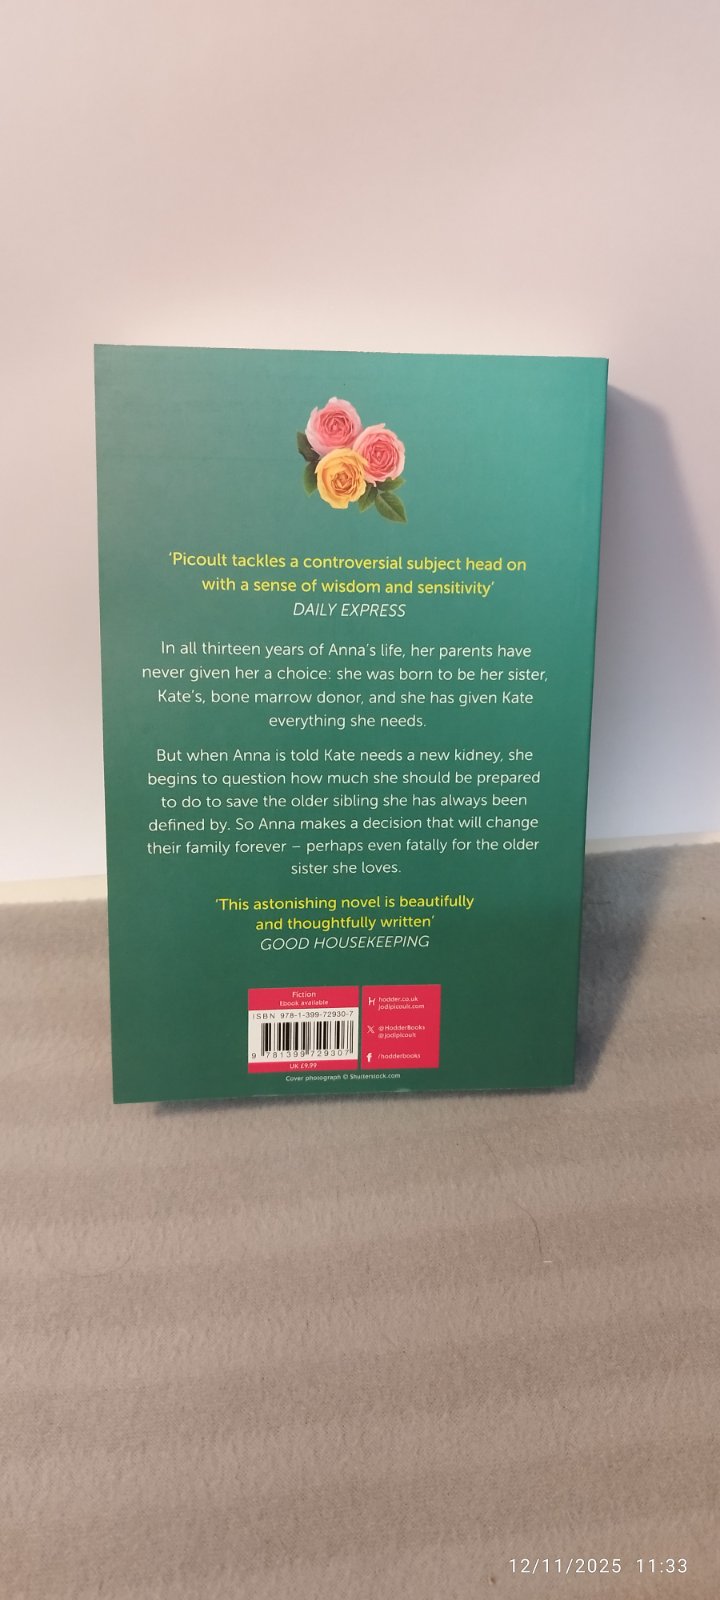 ‘Picoult tackles a controversial subject head on
with a sense of wisdom and sensitivity’
DAILY EXPRESS
In all thirteen years of Anna’s life, her parents have
never given her a choice: she was born to be her sister,
Kate’s, bone marrow donor, and she has given Kate
everything she needs.
But when Anna is told Kate needs a new kidney, she
begins to question how much she should be prepared
to do to save the older sibling she has always been
defined by. So Anna makes a decision that will change
their family forever – perhaps even fatally for the older
sister she loves.
‘This astonishing novel is beautifully
and thoughtfully written’
GOOD HOUSEKEEPING
Fiction
Ebook available
ISBN 978-1-399-72930-7
9 781399 729307
UK £9.99
hodder.co.uk
jodipicoult.com
@HodderBooks
@jodipicoult
/hodderbooks
Cover photograph © Shutterstock.com
12/11/2025 11:33